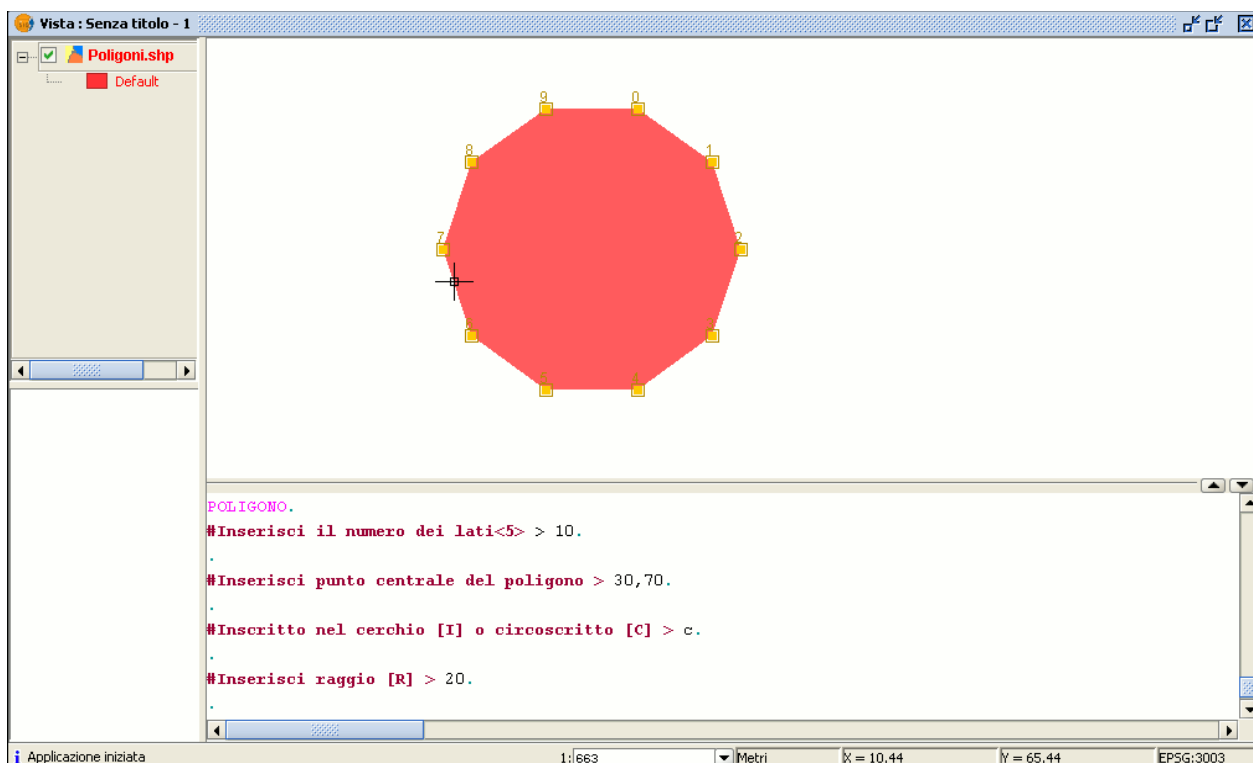 Vista : Senza titolo - 1
Poligoni.shp
Default
9 0
8 1
7 2
POLIGONO.
#Inserisci il numero dei lati<5> > 10.
.
#Inserisci punto centrale del poligono > 30,70.
.
#Inscritto nel cerchio [I] o circoscritto [C] > c.
.
#Inserisci raggio [R] > 20.
.
Applicazione iniziata 1:663 Metri X = 10.44 Y = 65.44 EPSG:3003